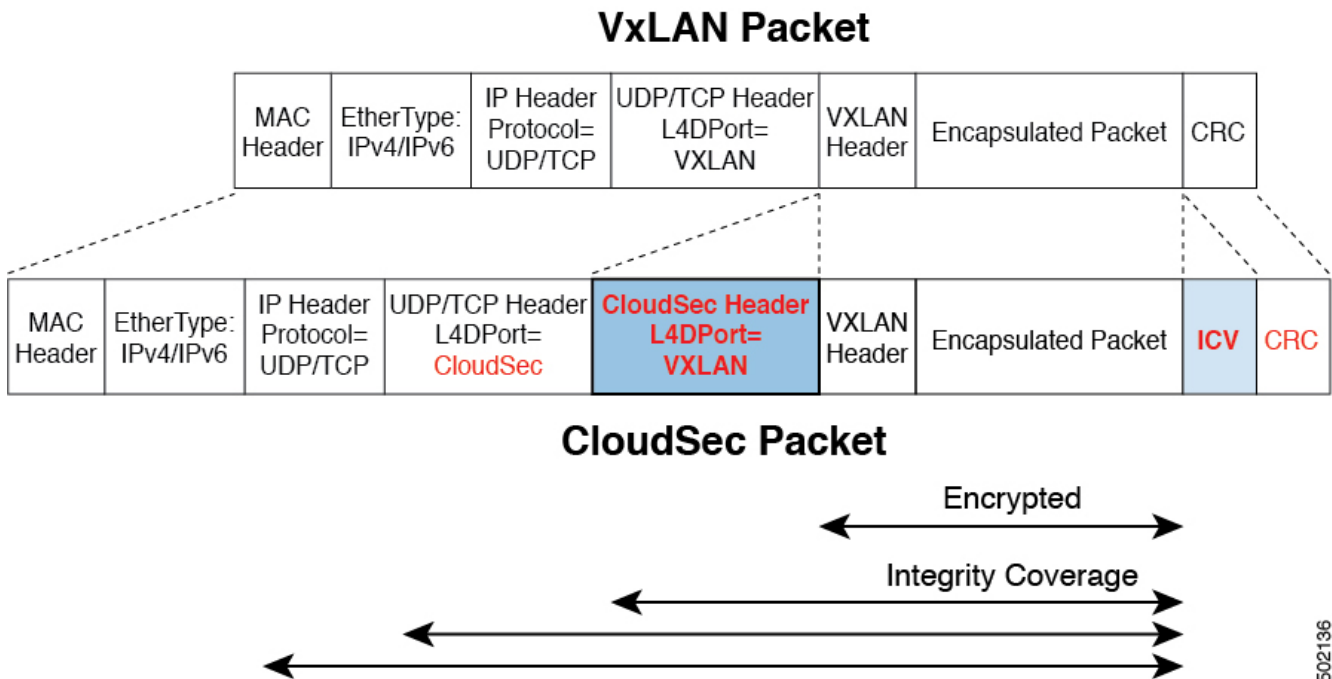 VxLAN Packet
MAC
Header
EtherType:
IPv4/IPv6
IP Header
Protocol=
UDP/TCP
UDP/TCP Header
L4DPort=
VXLAN
VXLAN
Header
Encapsulated Packet
CRC
MAC
Header
EtherType:
IPv4/IPv6
IP Header
Protocol=
UDP/TCP
UDP/TCP Header
L4DPort=
CloudSec
CloudSec Header
L4DPort=
VXLAN
VXLAN
Header
Encapsulated Packet
ICV
CRC
CloudSec Packet
Encrypted
Integrity Coverage
502136